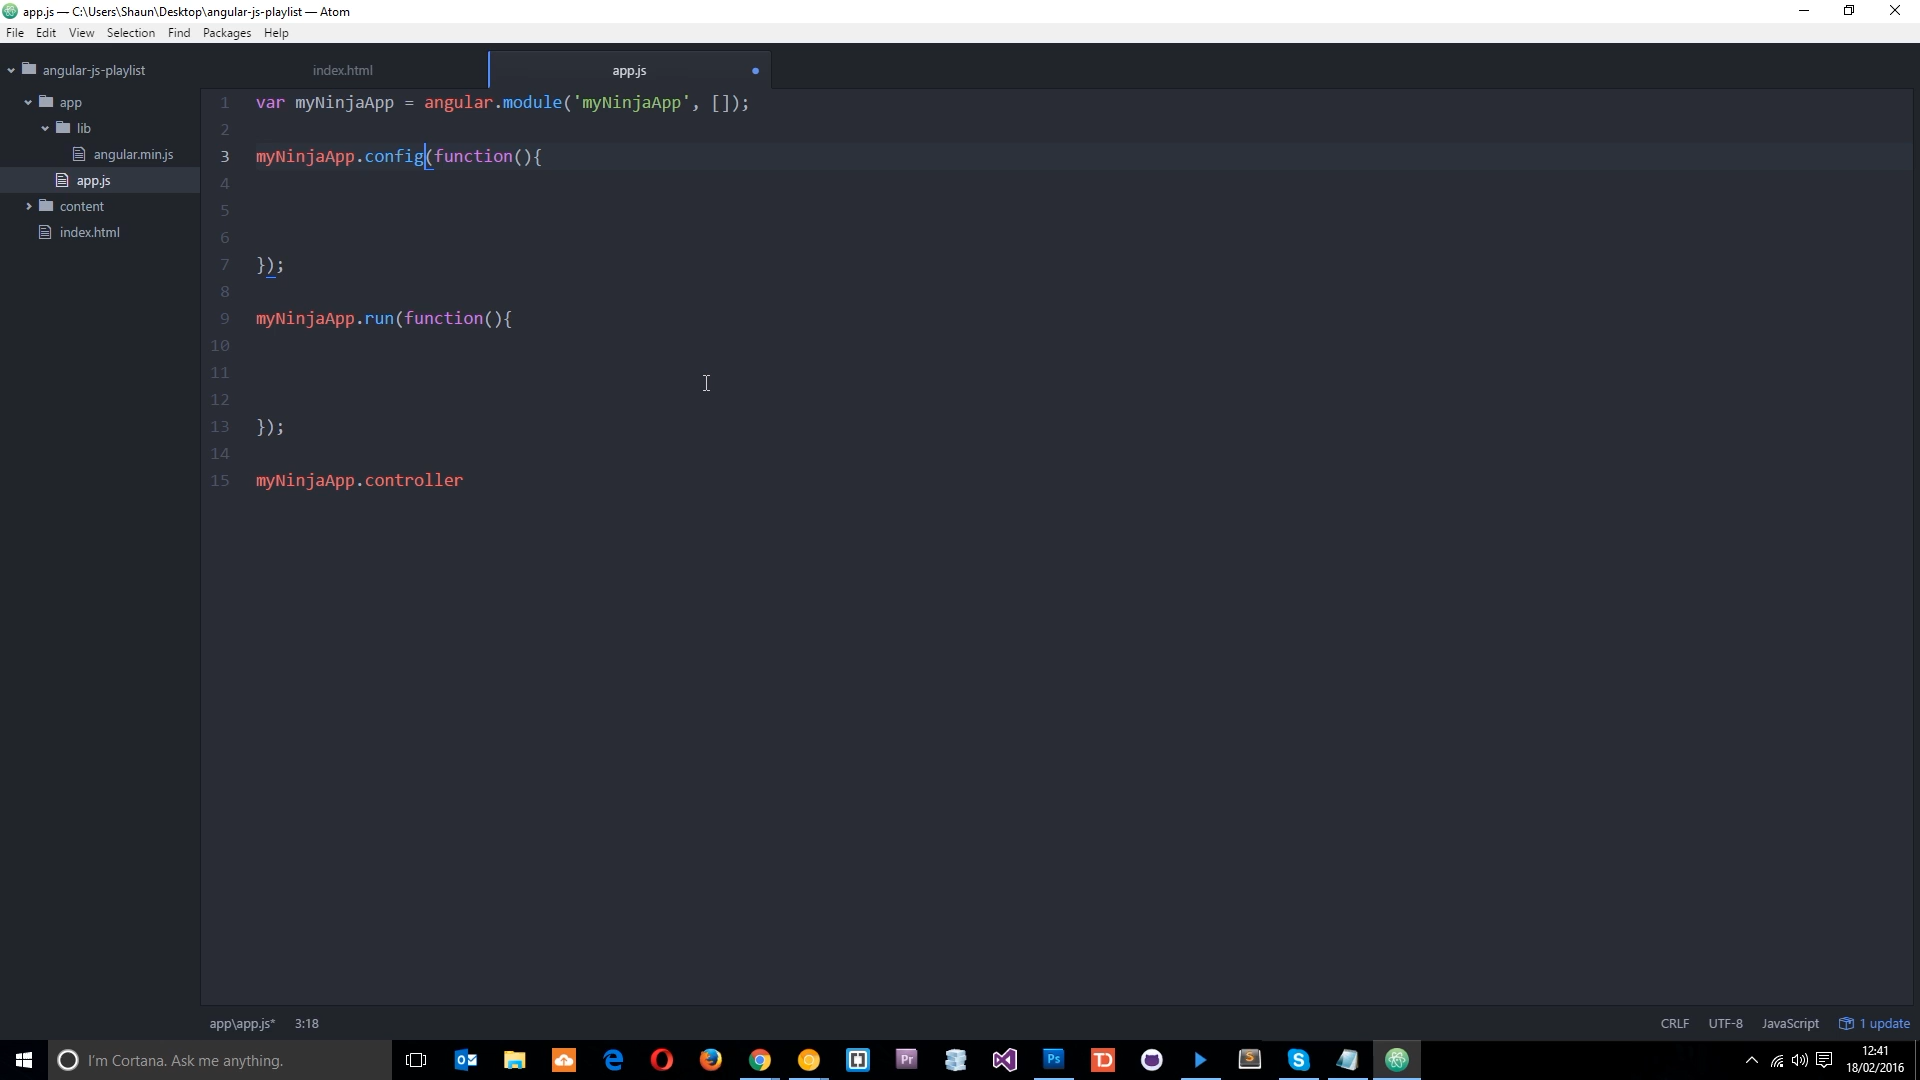 app.js — C:\Users\Shaun\Desktop\angular-js-playlist — Atom
File Edit View Selection Find Packages Help
angular-js-playlist
app
lib
angular.min.js
app.js
content
index.html
index.html
app.js
1 var myNinjaApp = angular.module('myNinjaApp', []);
2
3 myNinjaApp.config(function(){
4
5
6
7 });
8
9 myNinjaApp.run(function(){
10
11
12
13 });
14
15 myNinjaApp.controller
app\app.js* 3:18
CRLF UTF-8 JavaScript 1 update
I'm Cortana. Ask me anything.
Pr
Ps
TD
S
12:41
18/02/2016